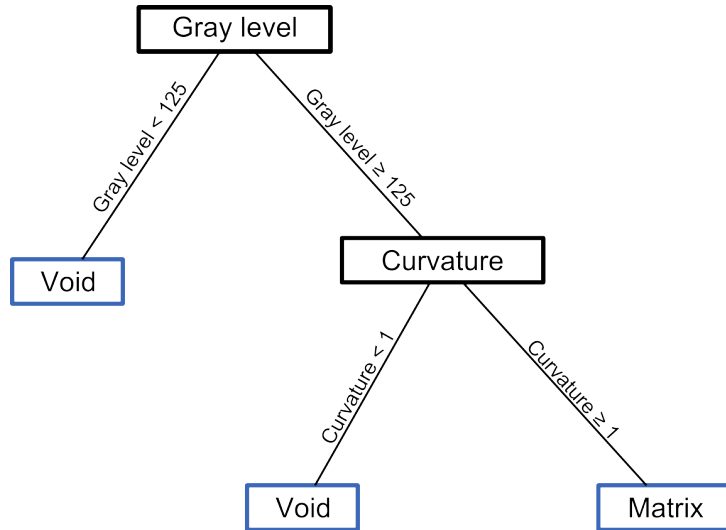 Gray level
Gray level < 125
Gray level ≥ 125
Void
Curvature
Curvature < 1
Curvature ≥ 1
Void
Matrix